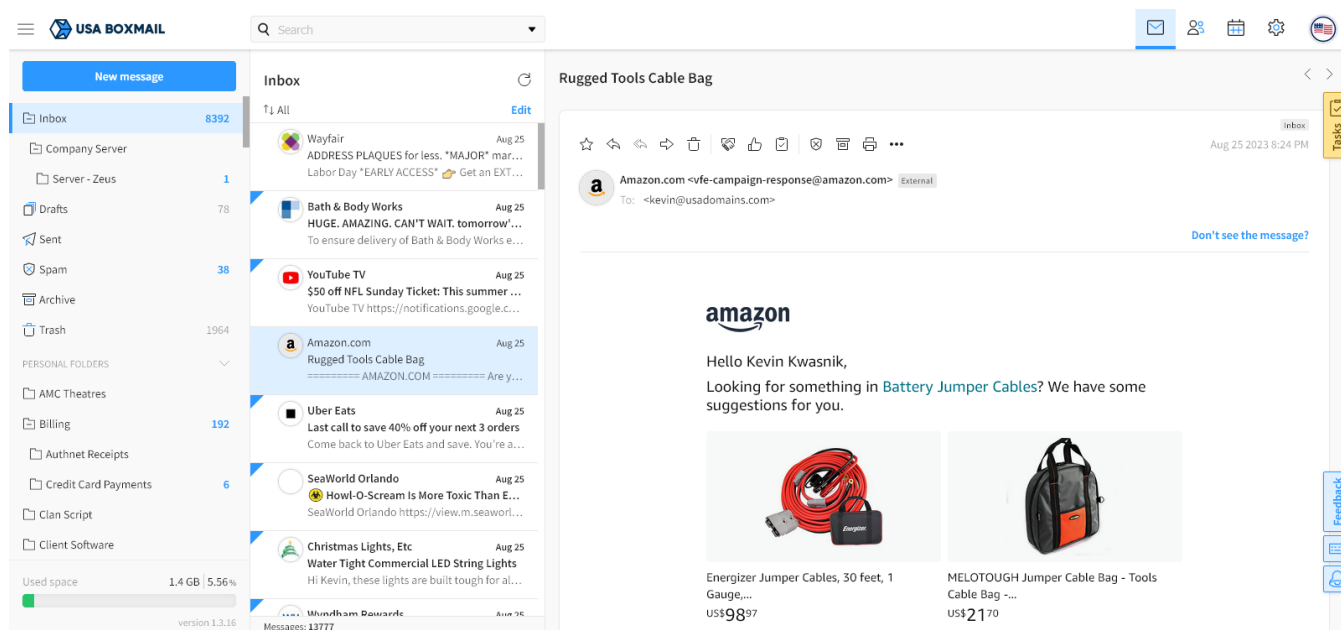 USA BOXMAIL
Search
New message
Inbox 8392
Company Server
Server - Zeus 1
Drafts 78
Sent
Spam 38
Archive
Trash 1964
PERSONAL FOLDERS
AMC Theatres
Billing 192
Authnet Receipts
Credit Card Payments 6
Clan Script
Client Software
Used space 1.4 GB 5.56%
version 1.3.16
Inbox
All Edit
Wayfair Aug 25
ADDRESS PLAQUES for less. *MAJOR* mar...
Labor Day *EARLY ACCESS* 👉 Get an EXT...
Bath & Body Works Aug 25
HUGE. AMAZING. CAN'T WAIT. tomorrow'...
To ensure delivery of Bath & Body Works e...
YouTube TV Aug 25
$50 off NFL Sunday Ticket: This summer ...
YouTube TV https://notifications.google.c...
Amazon.com Aug 25
Rugged Tools Cable Bag
========= AMAZON.COM ========= Are y...
Uber Eats Aug 25
Last call to save 40% off your next 3 orders
Come back to Uber Eats and save. You're a...
SeaWorld Orlando Aug 25
☣ Howl-O-Scream Is More Toxic Than E...
SeaWorld Orlando https://view.m.seaworl...
Christmas Lights, Etc Aug 25
Water Tight Commercial LED String Lights
Hi Kevin, these lights are built tough for al...
Wyndham Rewards Aug 25
Messages: 13777
Rugged Tools Cable Bag
Inbox
Aug 25 2023 8:24 PM
Amazon.com <vfe-campaign-response@amazon.com> External
To: <kevin@usadomains.com>
Don't see the message?
amazon
Hello Kevin Kwasnik,
Looking for something in Battery Jumper Cables? We have some
suggestions for you.
Energizer
Energizer Jumper Cables, 30 feet, 1
Gauge,...
US$9897
MELOTOUGH Jumper Cable Bag - Tools
Cable Bag -...
US$2170
Tasks
Feedback